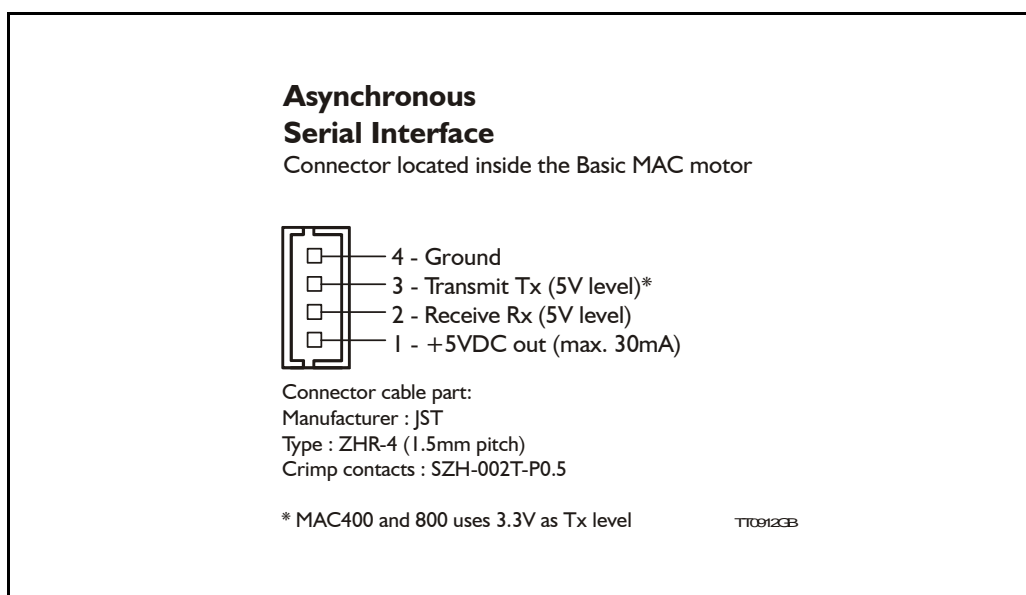 Asynchronous
Serial Interface
Connector located inside the Basic MAC motor
4 - Ground
3 - Transmit Tx (5V level)*
2 - Receive Rx (5V level)
1 - +5VDC out (max. 30mA)
Connector cable part:
Manufacturer : JST
Type : ZHR-4 (1.5mm pitch)
Crimp contacts : SZH-002T-P0.5
* MAC400 and 800 uses 3.3V as Tx level
TT0912GB